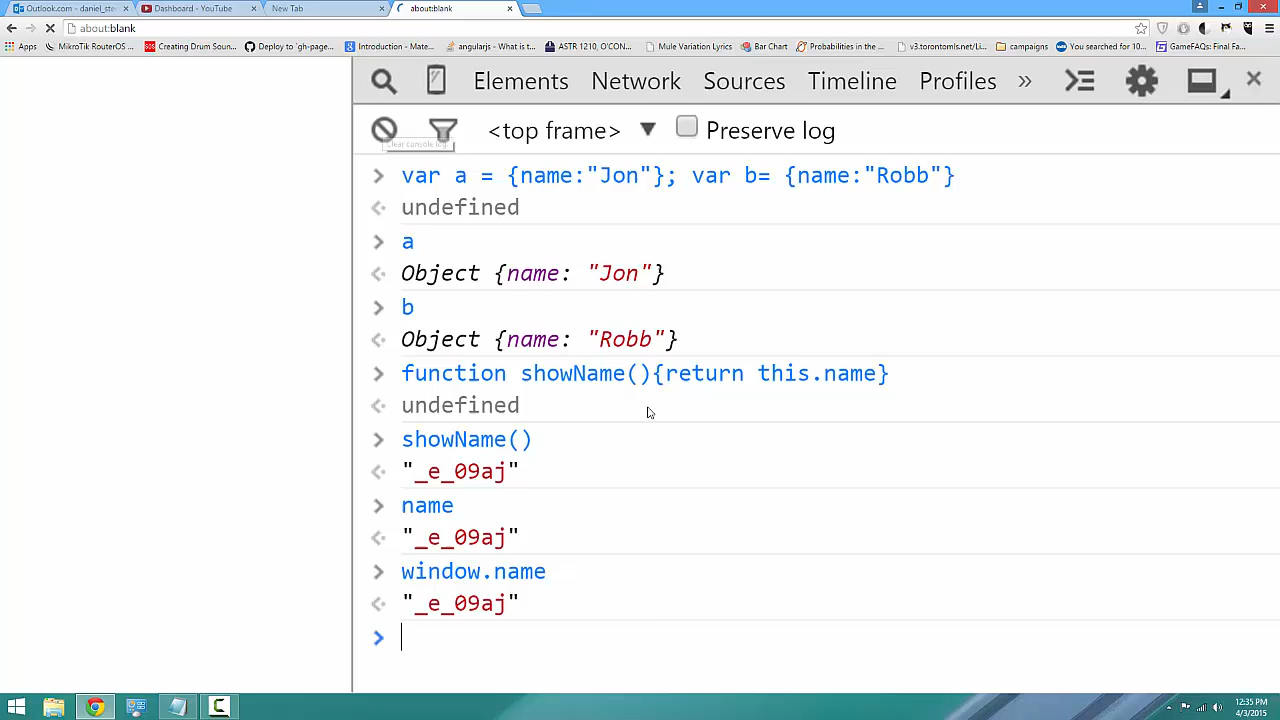 Outlook.com - daniel_ste
Dashboard - YouTube
New Tab
about:blank
about:blank
Apps
MikroTik RouterOS ...
SOS
Creating Drum Soun...
Deploy to 'gh-page...
Introduction - Mate...
angularjs - What is t...
ASTR 1210, O'CON...
Mule Variation Lyrics
Bar Chart
Probabilities in the ...
v3.torontomls.net/Li...
campaigns
You searched for 10...
GameFAQs: Final Fa...
Elements Network Sources Timeline Profiles »
<top frame> ▼ Preserve log
Clear console log
> var a = {name:"Jon"}; var b= {name:"Robb"}
undefined
> a
Object {name: "Jon"}
> b
Object {name: "Robb"}
> function showName(){return this.name}
undefined
> showName()
"_e_09aj"
> name
"_e_09aj"
> window.name
"_e_09aj"
>
12:35 PM
4/3/2015